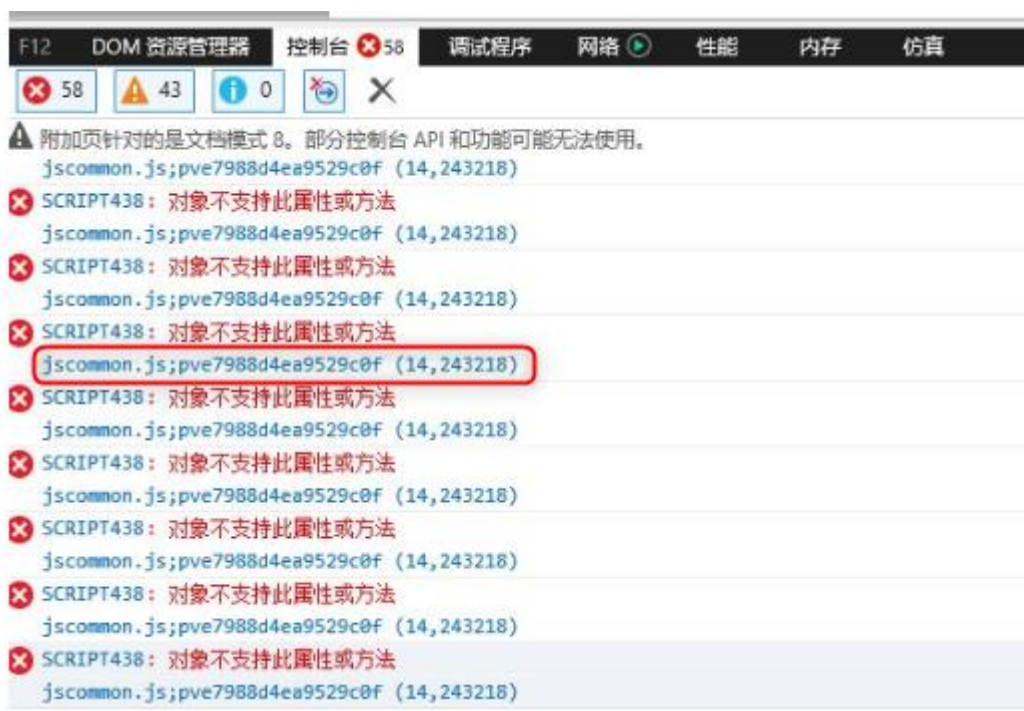 F12 DOM 资源管理器 控制台 58 调试程序 网络 性能 内存 仿真
58 43 0
附加页针对的是文档模式 8。部分控制台 API 和功能可能无法使用。
jscommon.js;pve7988d4ea9529c0f (14,243218)
SCRIPT438: 对象不支持此属性或方法
jscommon.js;pve7988d4ea9529c0f (14,243218)
SCRIPT438: 对象不支持此属性或方法
jscommon.js;pve7988d4ea9529c0f (14,243218)
SCRIPT438: 对象不支持此属性或方法
jscommon.js;pve7988d4ea9529c0f (14,243218)
SCRIPT438: 对象不支持此属性或方法
jscommon.js;pve7988d4ea9529c0f (14,243218)
SCRIPT438: 对象不支持此属性或方法
jscommon.js;pve7988d4ea9529c0f (14,243218)
SCRIPT438: 对象不支持此属性或方法
jscommon.js;pve7988d4ea9529c0f (14,243218)
SCRIPT438: 对象不支持此属性或方法
jscommon.js;pve7988d4ea9529c0f (14,243218)
SCRIPT438: 对象不支持此属性或方法
jscommon.js;pve7988d4ea9529c0f (14,243218)